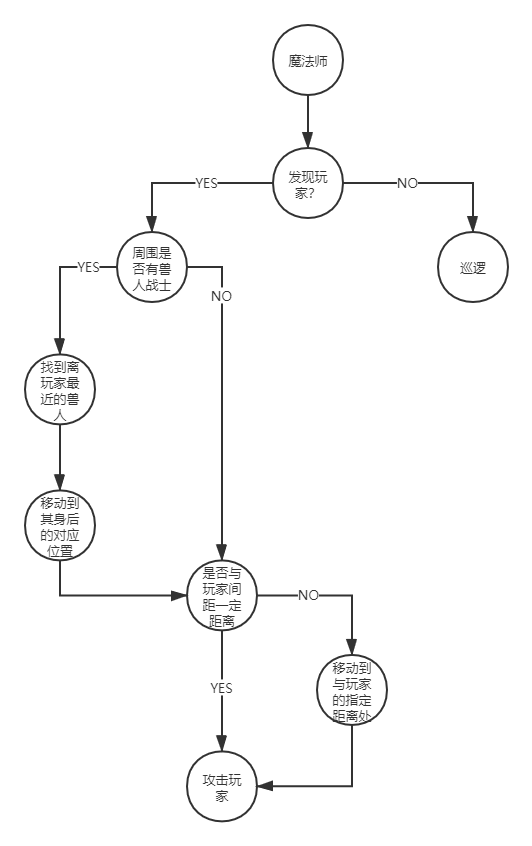 魔法师
发现玩
家?
YES
NO
周围是
否有兽
人战士
巡逻
YES
NO
找到离
玩家最
近的兽
人
移动到
其身后
的对应
位置
是否与
玩家间
距一定
距离
NO
移动到
与玩家
的指定
距离处
YES
攻击玩
家